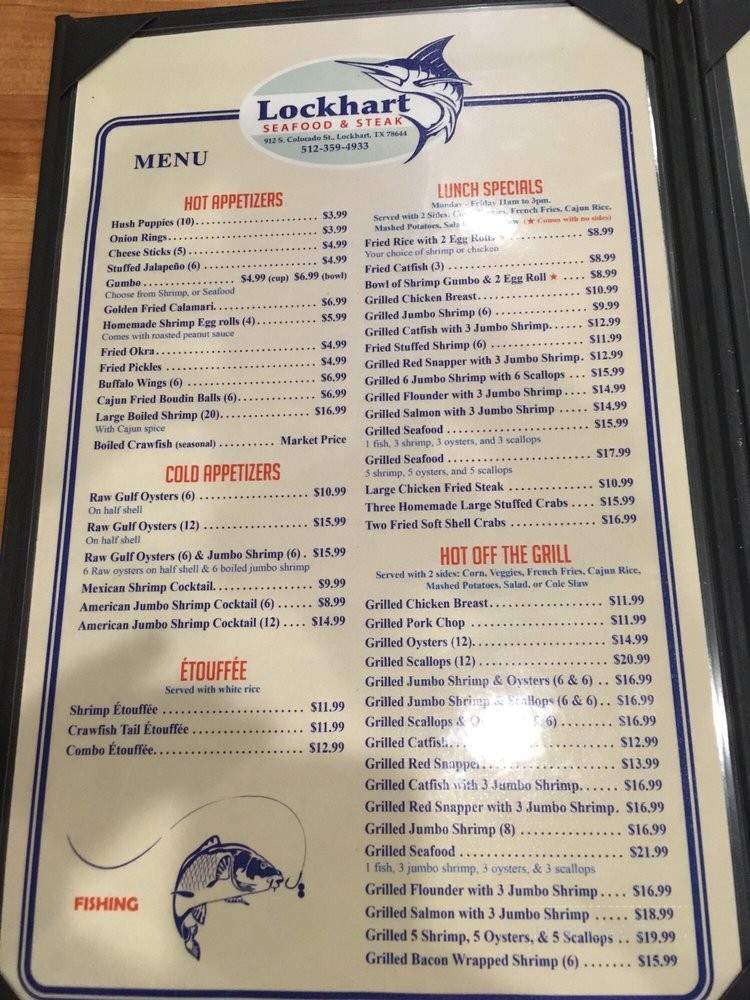 Lockhart
SEAFOOD & STEAK
912 S. Colorado St., Lockhart, TX 78644
512-359-4933
MENU
HOT APPETIZERS
Hush Puppies (10) $3.99
Onion Rings $3.99
Cheese Sticks (5) $4.99
Stuffed Jalapeño (6) $4.99
Gumbo $4.99 (cup) $6.99 (bowl)
Choose from Shrimp, or Seafood
Golden Fried Calamari $6.99
Homemade Shrimp Egg rolls (4) $5.99
Comes with roasted peanut sauce
Fried Okra $4.99
Fried Pickles $4.99
Buffalo Wings (6) $6.99
Cajun Fried Boudin Balls (6) $6.99
Large Boiled Shrimp (20) $16.99
With Cajun spice
Boiled Crawfish (seasonal) Market Price
COLD APPETIZERS
Raw Gulf Oysters (6) $10.99
On half shell
Raw Gulf Oysters (12) $15.99
On half shell
Raw Gulf Oysters (6) & Jumbo Shrimp (6) $15.99
6 Raw oysters on half shell & 6 boiled jumbo shrimp
Mexican Shrimp Cocktail $9.99
American Jumbo Shrimp Cocktail (6) $8.99
American Jumbo Shrimp Cocktail (12) $14.99
ÉTOUFFÉE
Served with white rice
Shrimp Étouffée $11.99
Crawfish Tail Étouffée $11.99
Combo Étouffée $12.99
FISHING
LUNCH SPECIALS
Monday - Friday 11am to 3pm.
Served with 2 Sides: French Fries, Cajun Rice,
Mashed Potatoes, (★ Comes with no sides)
Fried Rice with 2 Egg Rolls $8.99
Your choice of shrimp or chicken
Fried Catfish (3) $8.99
Bowl of Shrimp Gumbo & 2 Egg Roll ★ $8.99
Grilled Chicken Breast $10.99
Grilled Jumbo Shrimp (6) $9.99
Grilled Catfish with 3 Jumbo Shrimp $12.99
Fried Stuffed Shrimp (6) $11.99
Grilled Red Snapper with 3 Jumbo Shrimp. $12.99
Grilled 6 Jumbo Shrimp with 6 Scallops $15.99
Grilled Flounder with 3 Jumbo Shrimp $14.99
Grilled Salmon with 3 Jumbo Shrimp $14.99
Grilled Seafood $15.99
1 fish, 3 shrimp, 3 oysters, and 3 scallops
Grilled Seafood $17.99
5 shrimp, 5 oysters, and 5 scallops
Large Chicken Fried Steak $10.99
Three Homemade Large Stuffed Crabs $15.99
Two Fried Soft Shell Crabs $16.99
HOT OFF THE GRILL
Served with 2 sides: Corn, Veggies, French Fries, Cajun Rice,
Mashed Potatoes, Salad, or Cole Slaw
Grilled Chicken Breast $11.99
Grilled Pork Chop $11.99
Grilled Oysters (12) $14.99
Grilled Scallops (12) $20.99
Grilled Jumbo Shrimp & Oysters (6 & 6) $16.99
Grilled Jumbo Shrimp & Scallops (6 & 6) $16.99
Grilled Scallops & 6) $16.99
Grilled Catfish $12.99
Grilled Red Snapper $13.99
Grilled Catfish with 3 Jumbo Shrimp $16.99
Grilled Red Snapper with 3 Jumbo Shrimp. $16.99
Grilled Jumbo Shrimp (8) $16.99
Grilled Seafood $21.99
1 fish, 3 jumbo shrimp, 3 oysters, & 3 scallops
Grilled Flounder with 3 Jumbo Shrimp $16.99
Grilled Salmon with 3 Jumbo Shrimp $18.99
Grilled 5 Shrimp, 5 Oysters, & 5 Scallops $19.99
Grilled Bacon Wrapped Shrimp (6) $15.99